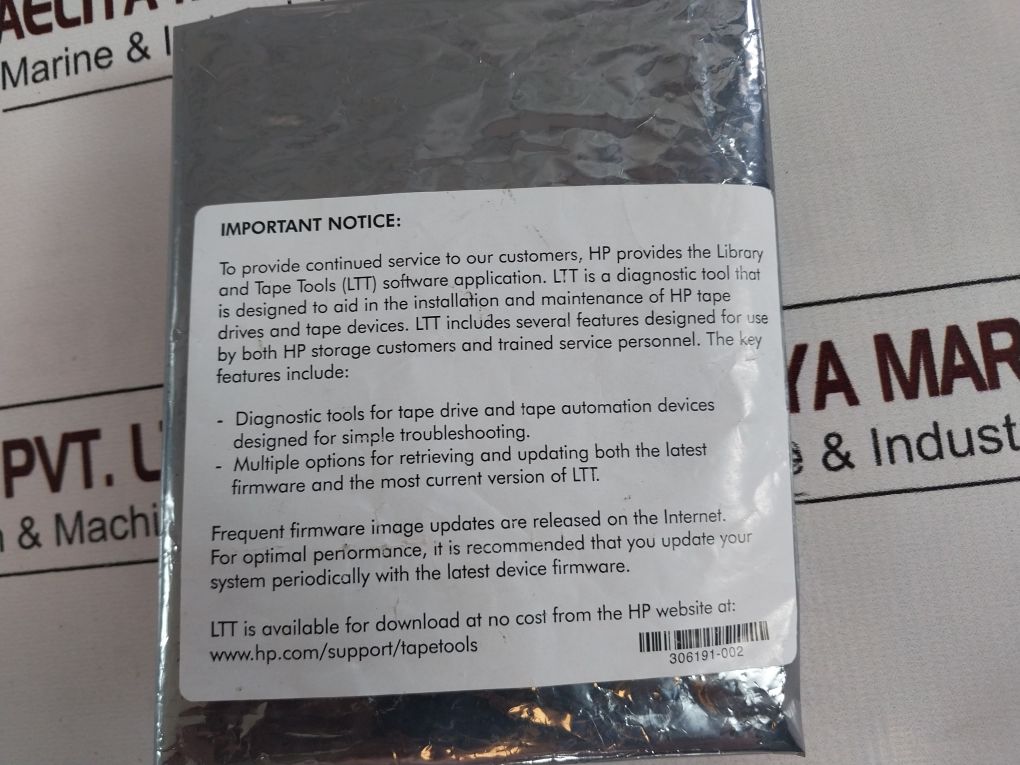 Marine &
IMPORTANT NOTICE:
To provide continued service to our customers, HP provides the Library
and Tape Tools (LTT) software application. LTT is a diagnostic tool that
is designed to aid in the installation and maintenance of HP tape
drives and tape devices. LTT includes several features designed for use
by both HP storage customers and trained service personnel. The key
features include:
- Diagnostic tools for tape drive and tape automation devices
designed for simple troubleshooting.
- Multiple options for retrieving and updating both the latest
firmware and the most current version of LTT.
Frequent firmware image updates are released on the Internet.
For optimal performance, it is recommended that you update your
system periodically with the latest device firmware.
LTT is available for download at no cost from the HP website at:
www.hp.com/support/tapetools
306191-002
YA MAR
& Indust
PVT.
& Machi